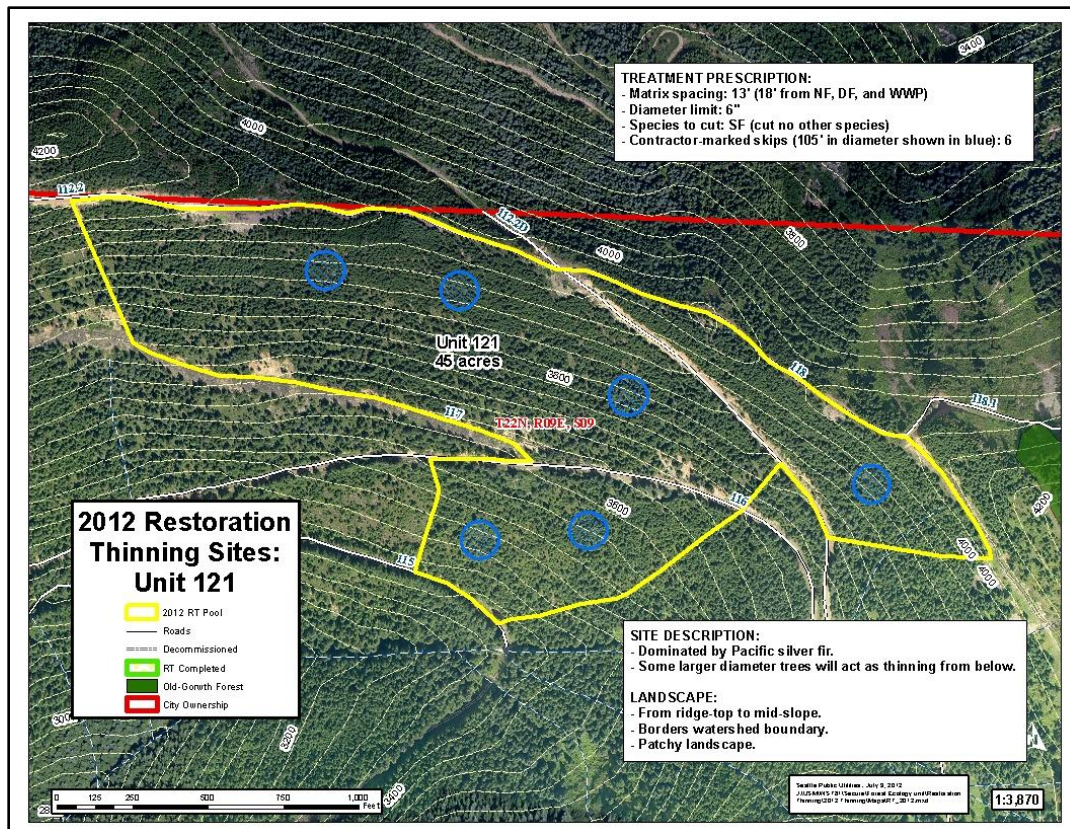 TREATMENT PRESCRIPTION:
- Matrix spacing: 13' (18' from NF, DF, and WWP)
- Diameter limit: 6"
- Species to cut: SF (cut no other species)
- Contractor-marked skips (105' in diameter shown in blue): 6
3400
4000
4200
112.2
112.2D
4000
3800
Unit 121
45 acres
3800
118
118.1
117
T22N, R09E, S09
116
3600
4200
115
4000
4000
2012 Restoration
Thinning Sites:
Unit 121
2012 RT Pool
Roads
Decommissioned
RT Completed
Old-Gorwth Forest
City Ownership
SITE DESCRIPTION:
- Dominated by Pacific silver fir.
- Some larger diameter trees will act as thinning from below.
LANDSCAPE:
- From ridge-top to mid-slope.
- Borders watershed boundary.
- Patchy landscape.
3200
3400
0 125 250 500 750 1,000
Feet
N
Seattle Public Utilities, July 9, 2012
1:3,870